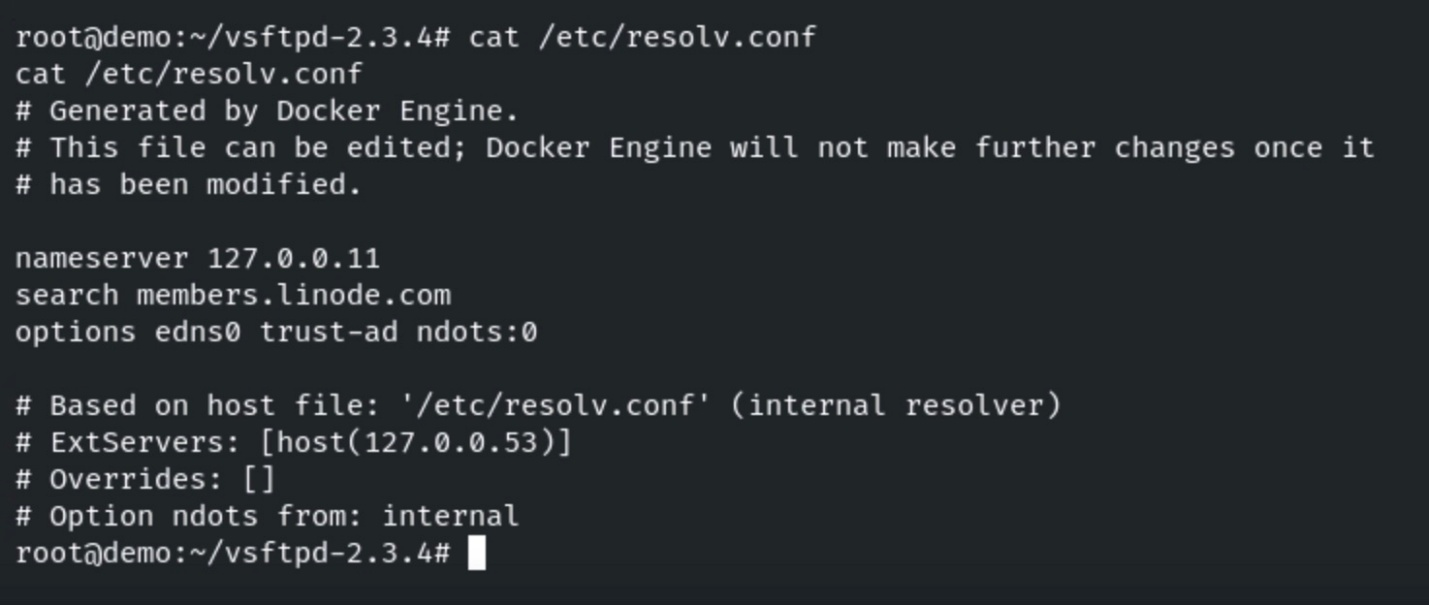 root@demo:~/vsftpd-2.3.4# cat /etc/resolv.conf
cat /etc/resolv.conf
# Generated by Docker Engine.
# This file can be edited; Docker Engine will not make further changes once it
# has been modified.
nameserver 127.0.0.11
search members.linode.com
options edns0 trust-ad ndots:0
# Based on host file: '/etc/resolv.conf' (internal resolver)
# ExtServers: [host(127.0.0.53)]
# Overrides: []
# Option ndots from: internal
root@demo:~/vsftpd-2.3.4#